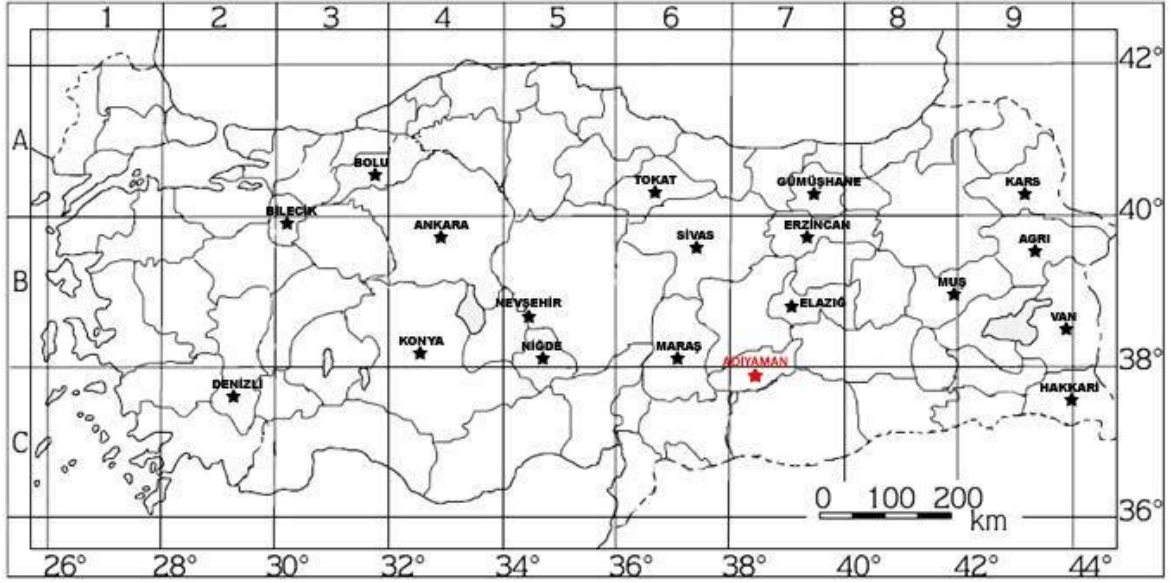 1 2 3 4 5 6 7 8 9
42°
A
BOLU
TOKAT
GÜMÜŞHANE
KARS
40°
BİLECİK
ANKARA
SİVAS
ERZİNCAN
AGRI
B
MUŞ
NEVŞEHİR
ELAZIĞ
VAN
KONYA
NİĞDE
MARAŞ
ADIYAMAN
38°
DENİZLİ
HAKKARİ
C
0 100 200
km
36°
26° 28° 30° 32° 34° 36° 38° 40° 42° 44°